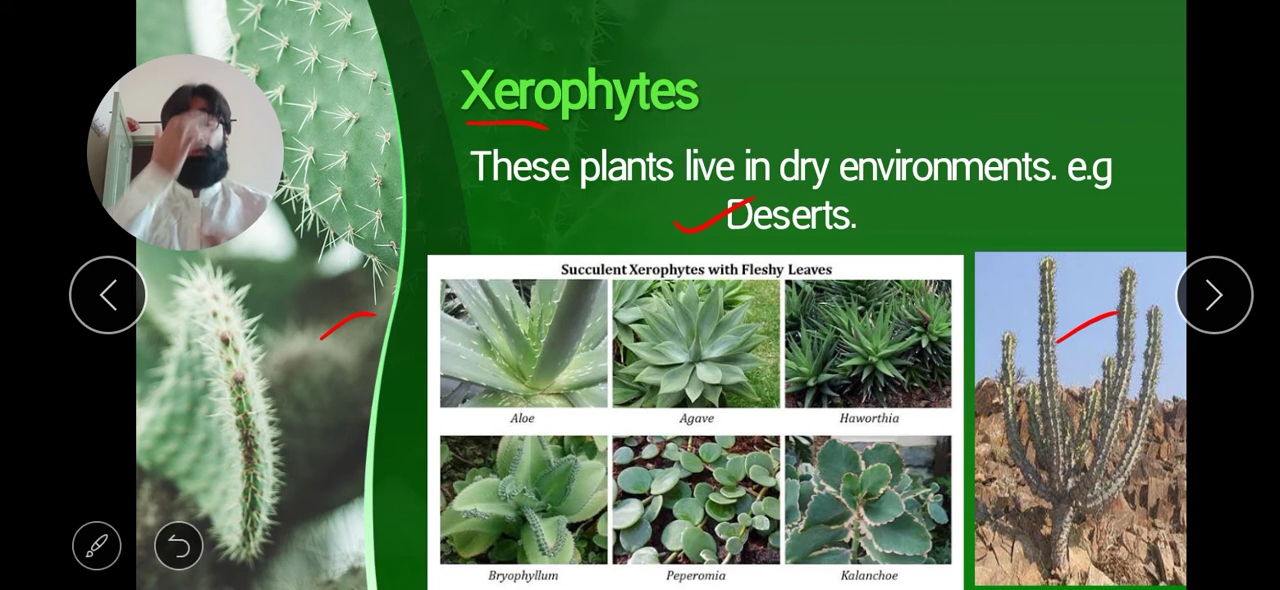 Xerophytes
These plants live in dry environments. e.g
Deserts.
Succulent Xerophytes with Fleshy Leaves
Aloe
Agave
Haworthia
Bryophyllum
Peperomia
Kalanchoe